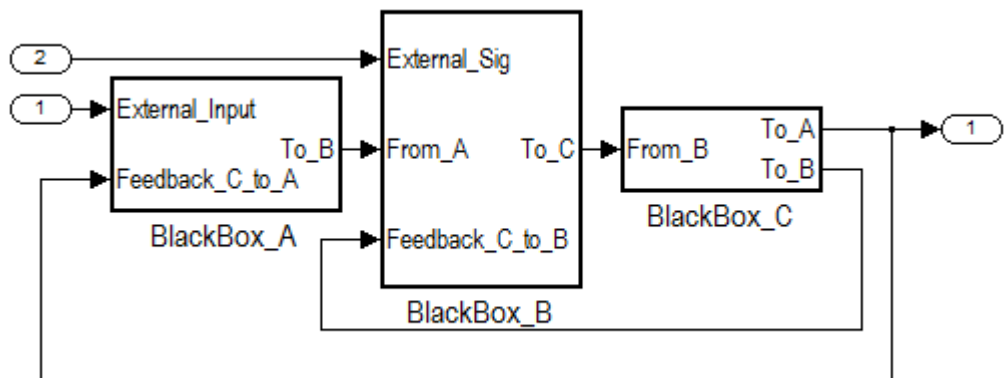 2
External_Sig
1
External_Input
To_B
Feedback_C_to_A
BlackBox_A
From_A
To_C
Feedback_C_to_B
BlackBox_B
From_B
To_A
To_B
BlackBox_C
1